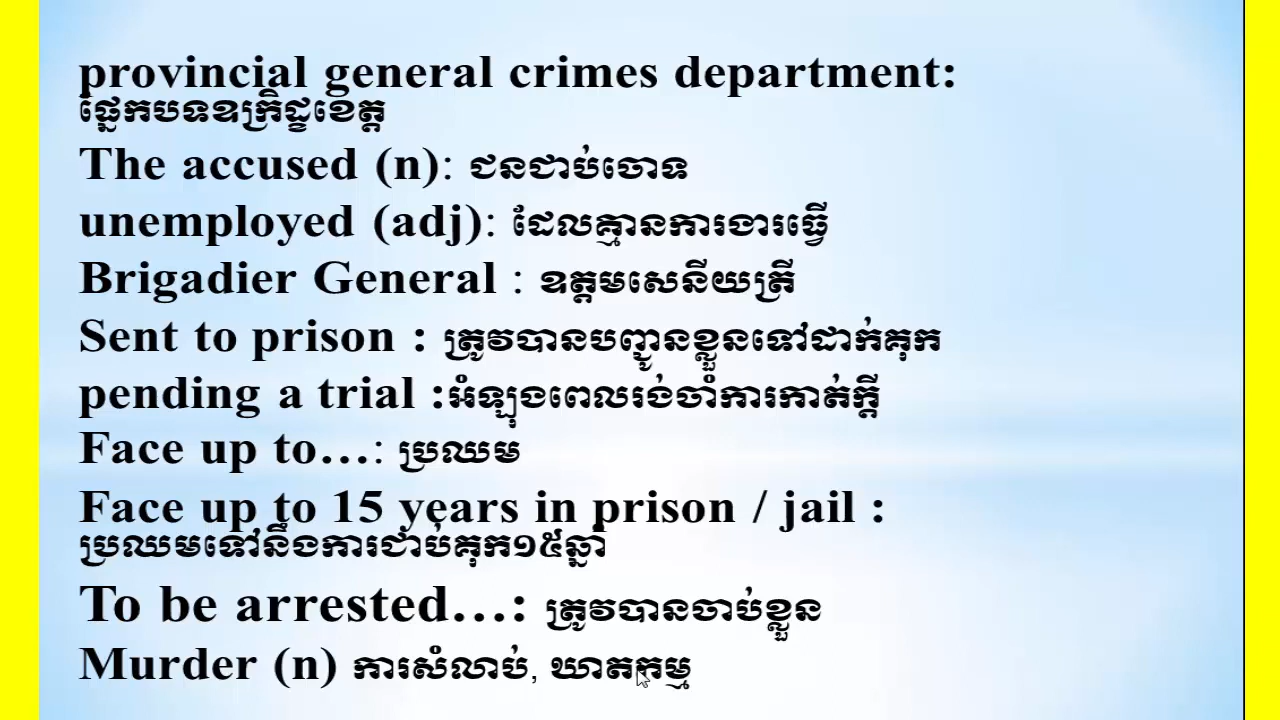 provincial general crimes department:
ផ្នែកបទឧក្រិដ្ឋខេត្ត
The accused (n): ជនជាប់ចោទ
unemployed (adj): ដែលគ្មានការងារធ្វើ
Brigadier General : ឧត្តមសេនីយត្រី
Sent to prison : ត្រូវបានបញ្ជូនខ្លួនទៅដាក់គុក
pending a trial :អំឡុងពេលរង់ចាំការកាត់ក្តី
Face up to…: ប្រឈម
Face up to 15 years in prison / jail :
ប្រឈមទៅនឹងការជាប់គុក១៥ឆ្នាំ
To be arrested…: ត្រូវបានចាប់ខ្លួន
Murder (n) ការសំលាប់, ឃាតកម្ម